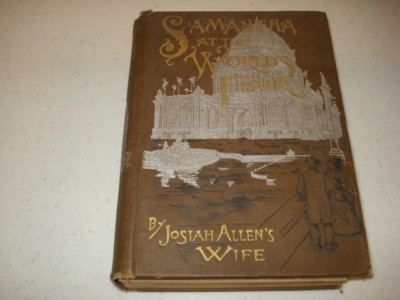 SAMANTHA
AT THE
WORLD'S
FAIR
BY JOSIAH ALLEN'S
WIFE